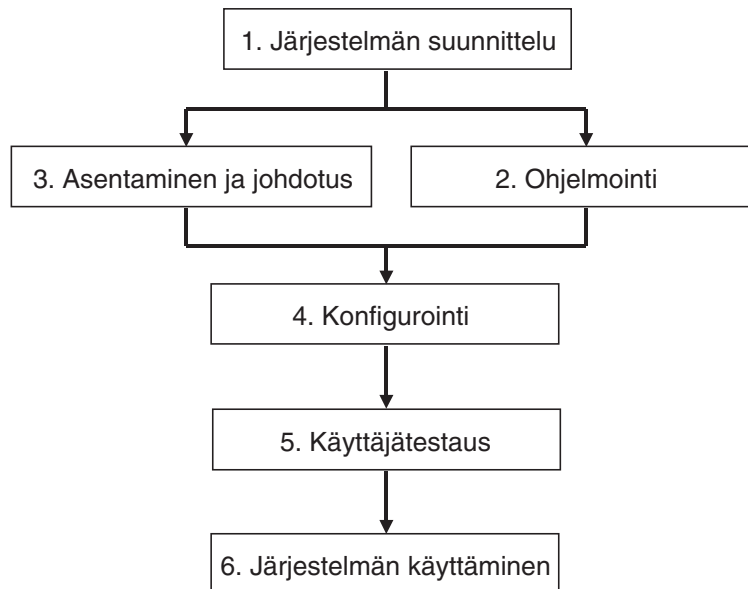 1. Järjestelmän suunnittelu
3. Asentaminen ja johdotus
2. Ohjelmointi
4. Konfigurointi
5. Käyttäjätestaus
6. Järjestelmän käyttäminen